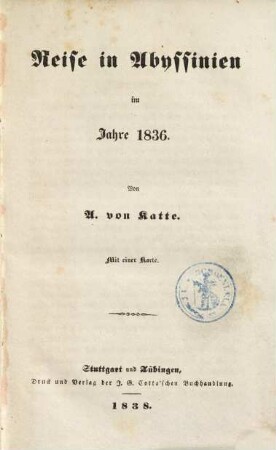 Reise in Abyssinien
im
Jahre 1836.
Von
A. von Katte.
Mit einer Karte.
Stuttgart und Tübingen,
Druck und Verlag der J. G. Cotta'schen Buchhandlung.
1838.